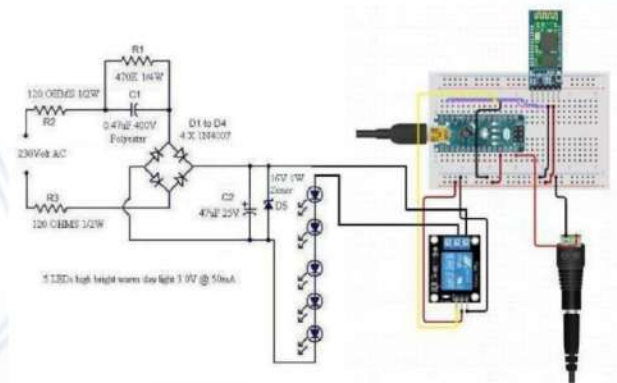 R1
470K 1/4W
120 OHMS 1/2W
C1
R2
0.47uF 400V
Polyester
D1 to D4
4 X 1N4007
230Volt AC
16V 1W
Zener
C2
D5
47uF 25V
R3
120 OHMS 1/2W
5 LEDs high bright warm day light 3.0V @ 50mA